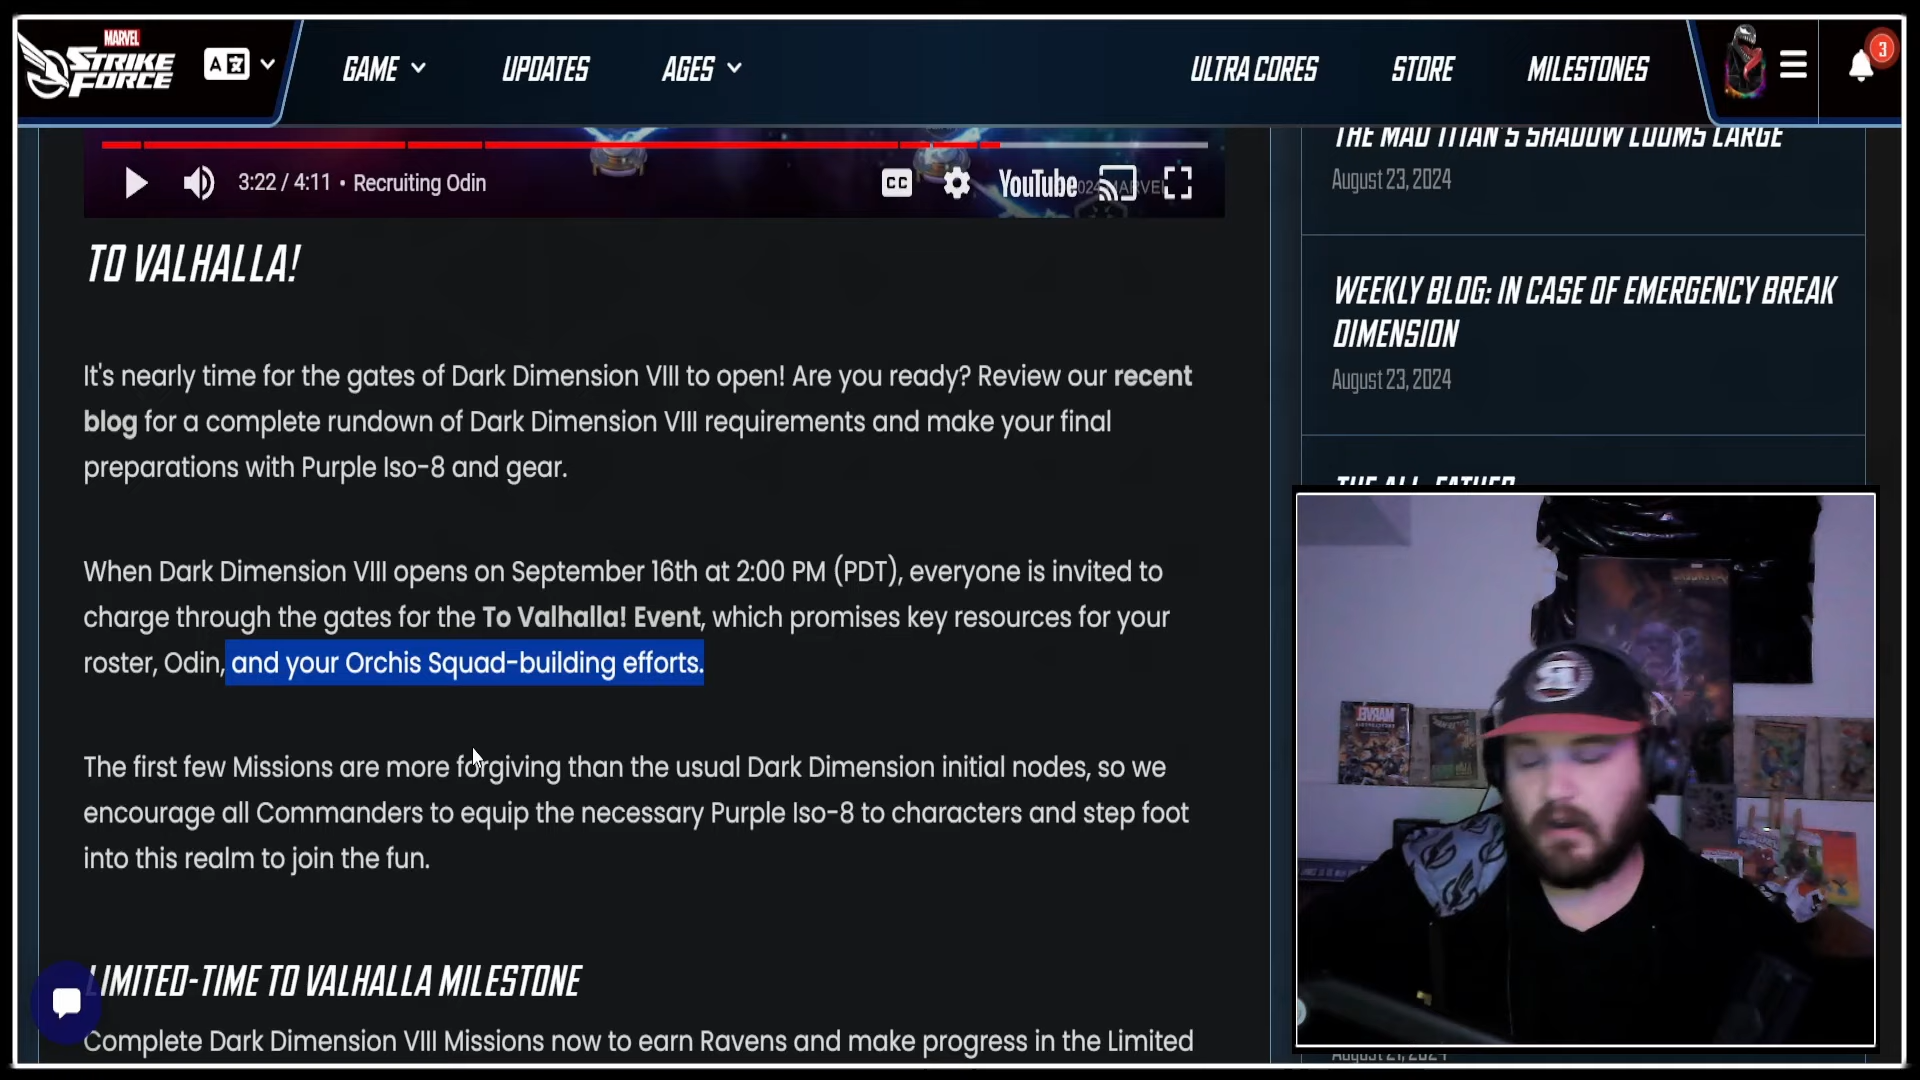 MARVEL
STRIKE
FORCE
A
GAME
UPDATES
AGES
ULTRA CORES
STORE
MILESTONES
3
3:22 / 4:11 • Recruiting Odin
CC
YouTube
TO VALHALLA!
It's nearly time for the gates of Dark Dimension VIII to open! Are you ready? Review our recent
blog for a complete rundown of Dark Dimension VIII requirements and make your final
preparations with Purple Iso-8 and gear.
When Dark Dimension VIII opens on September 16th at 2:00 PM (PDT), everyone is invited to
charge through the gates for the To Valhalla! Event, which promises key resources for your
roster, Odin, and your Orchis Squad-building efforts.
The first few Missions are more forgiving than the usual Dark Dimension initial nodes, so we
encourage all Commanders to equip the necessary Purple Iso-8 to characters and step foot
into this realm to join the fun.
LIMITED-TIME TO VALHALLA MILESTONE
Complete Dark Dimension VIII Missions now to earn Ravens and make progress in the Limited
THE MAD TITAN'S SHADOW LOOMS LARGE
August 23, 2024
WEEKLY BLOG: IN CASE OF EMERGENCY BREAK
DIMENSION
August 23, 2024
THE ALL-FATHER
August 21, 2024